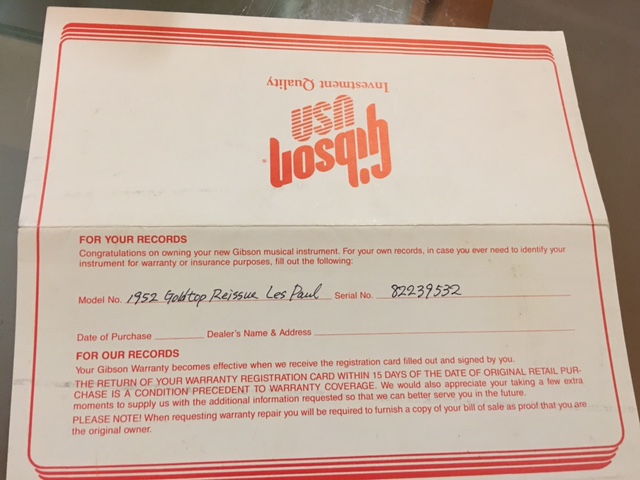 Investment Quality
USA
Gibson
FOR YOUR RECORDS
Congratulations on owning your new Gibson musical instrument. For your own records, in case you ever need to identify your
instrument for warranty or insurance purposes, fill out the following:
Model No. 1952 Goldtop Reissue Les Paul Serial No. 82239532
Date of Purchase Dealer's Name & Address
FOR OUR RECORDS
Your Gibson Warranty becomes effective when we receive the registration card filled out and signed by you.
THE RETURN OF YOUR WARRANTY REGISTRATION CARD WITHIN 15 DAYS OF THE DATE OF ORIGINAL RETAIL PUR-
CHASE IS A CONDITION PRECEDENT TO WARRANTY COVERAGE. We would also appreciate your taking a few extra
moments to supply us with the additional information requested so that we can better serve you in the future.
PLEASE NOTE! When requesting warranty repair you will be required to furnish a copy of your bill of sale as proof that you are
the original owner.